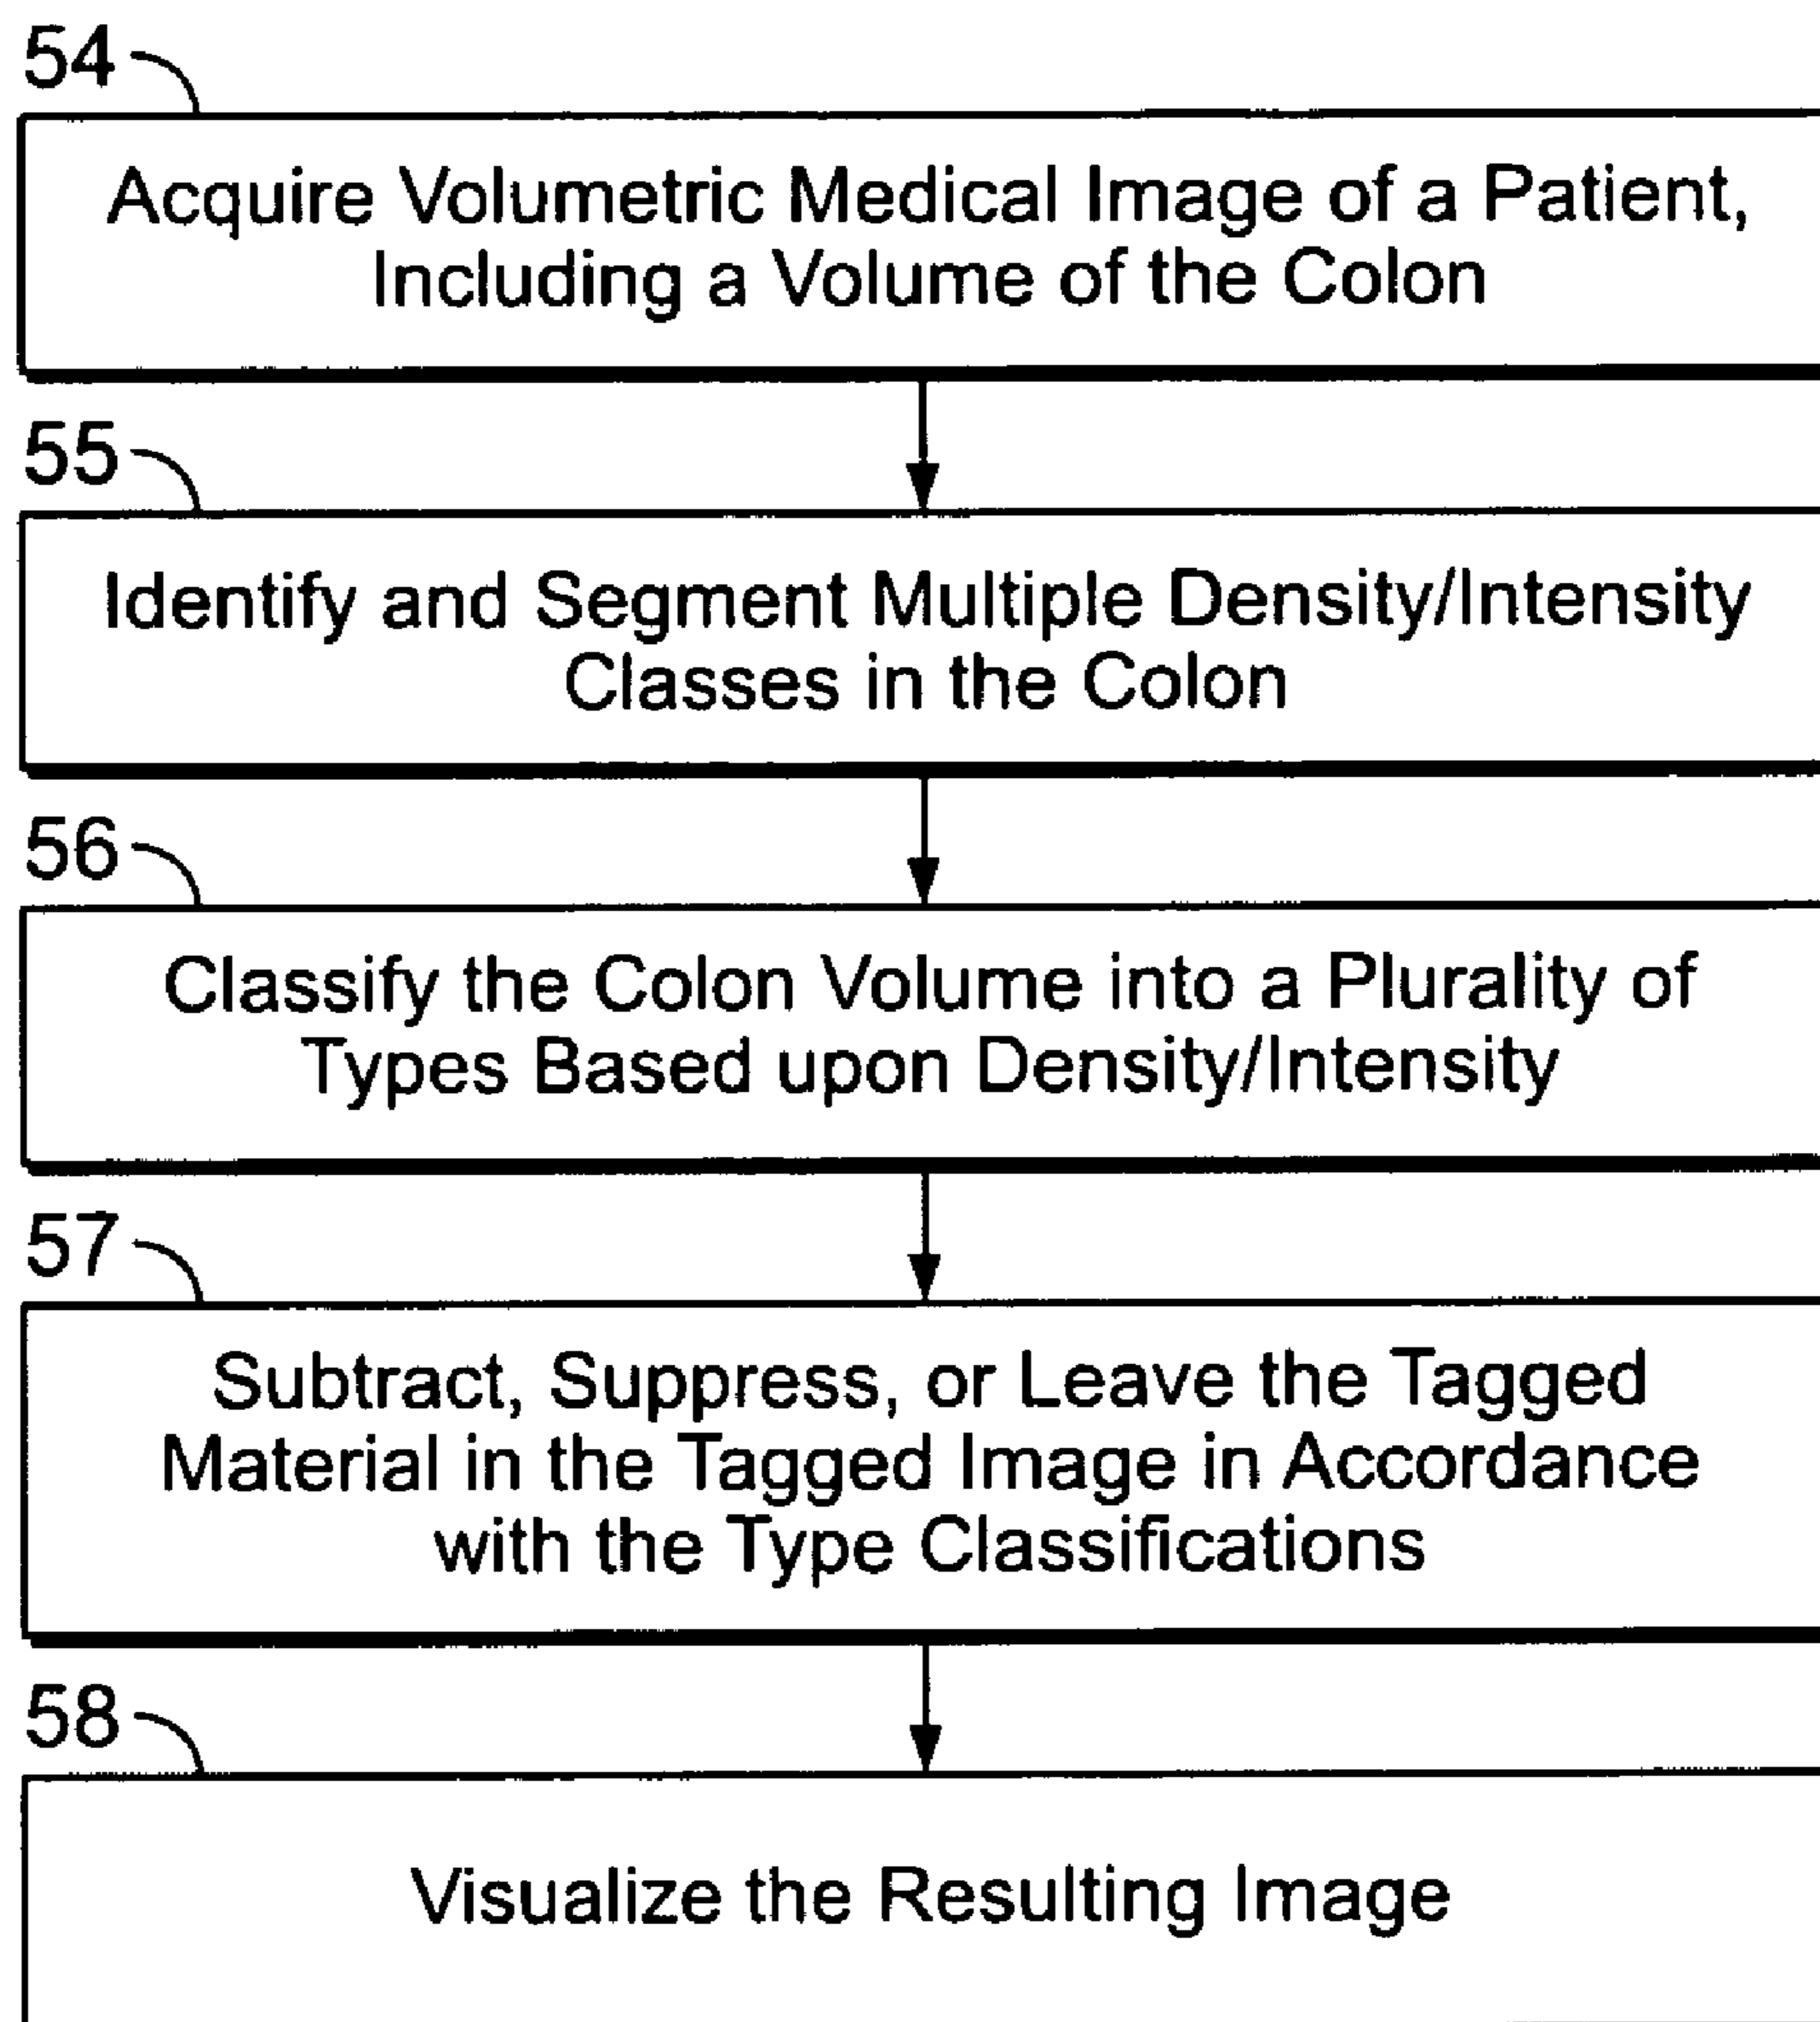 54
Acquire Volumetric Medical Image of a Patient,
Including a Volume of the Colon
55
Identify and Segment Multiple Density/Intensity
Classes in the Colon
56
Classify the Colon Volume into a Plurality of
Types Based upon Density/Intensity
57
Subtract, Suppress, or Leave the Tagged
Material in the Tagged Image in Accordance
with the Type Classifications
58
Visualize the Resulting Image